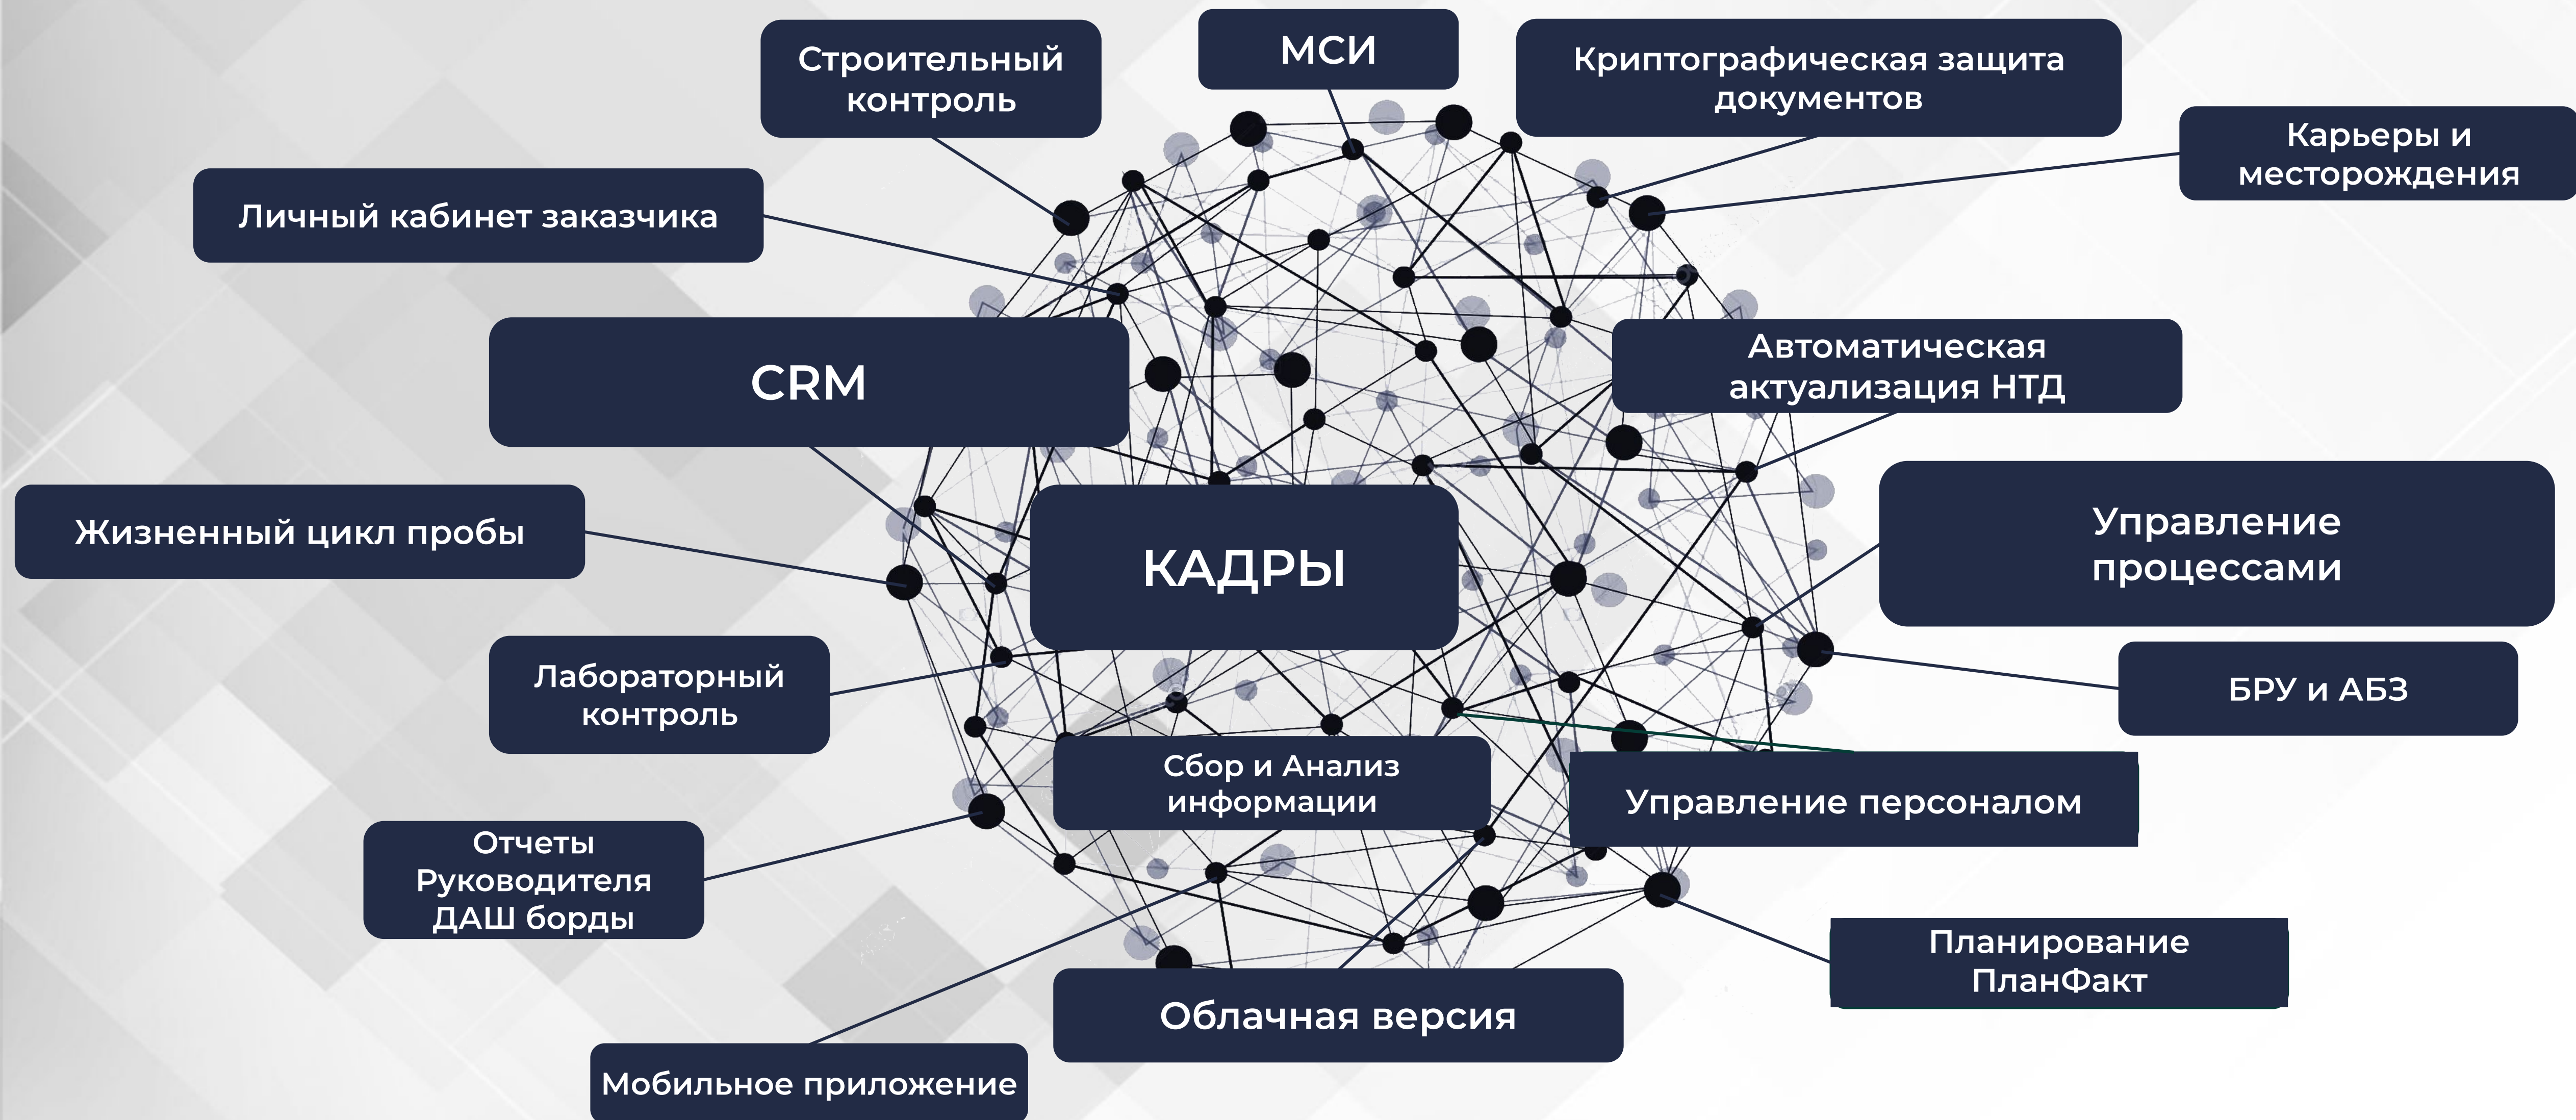 МСИ
Строительный
контроль
Криптографическая защита
документов
Карьеры и
месторождения
Личный кабинет заказчика
CRM
Автоматическая
актуализация НТД
Жизненный цикл пробы
КАДРЫ
Управление
процессами
Лабораторный
контроль
БРУ и АБЗ
Сбор и Анализ
информации
Управление персоналом
Отчеты
Руководителя
ДАШ борды
Планирование
ПланФакт
Облачная версия
Мобильное приложение